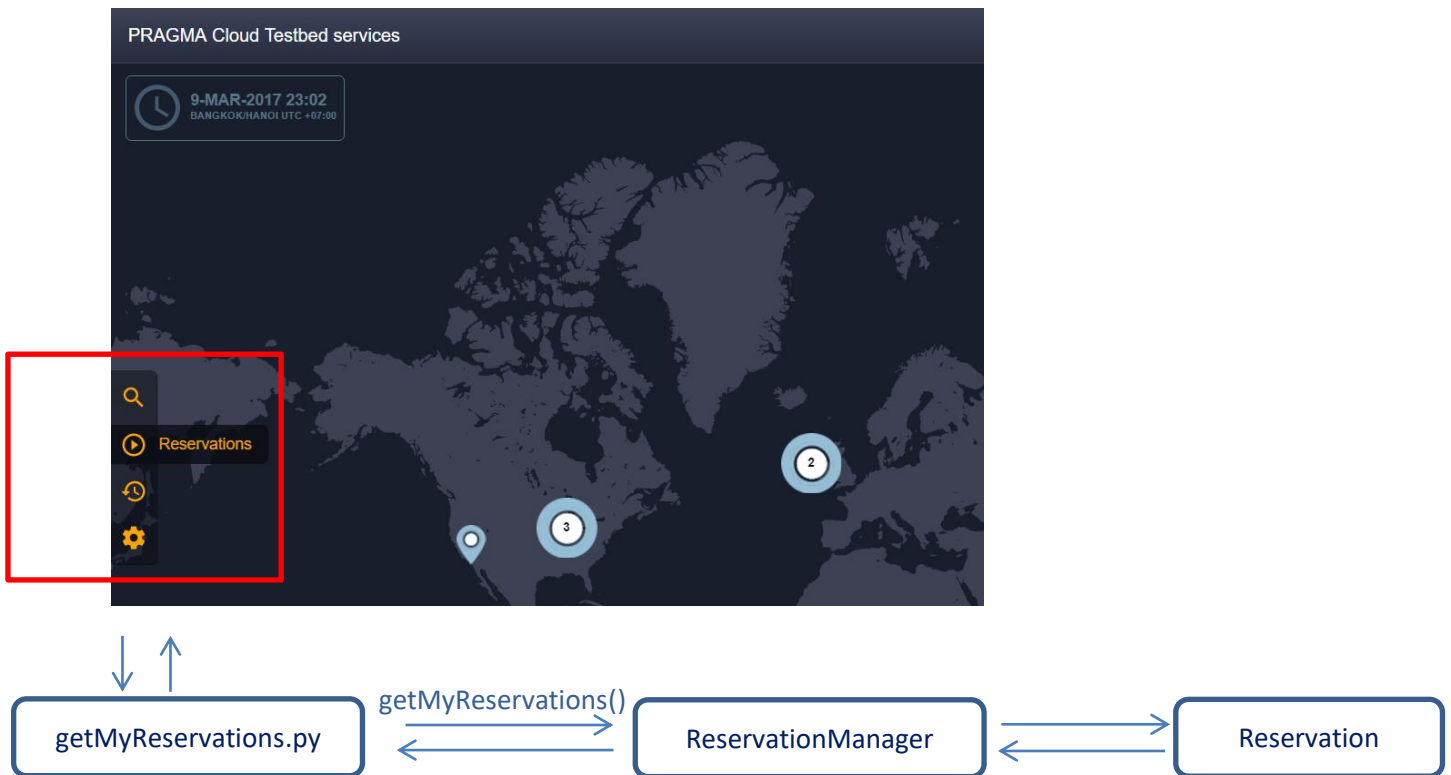 PRAGMA Cloud Testbed services
9-MAR-2017 23:02
BANGKOK/HANOI UTC +07:00
Reservations
2
3
getMyReservations()
getMyReservations.py
ReservationManager
Reservation